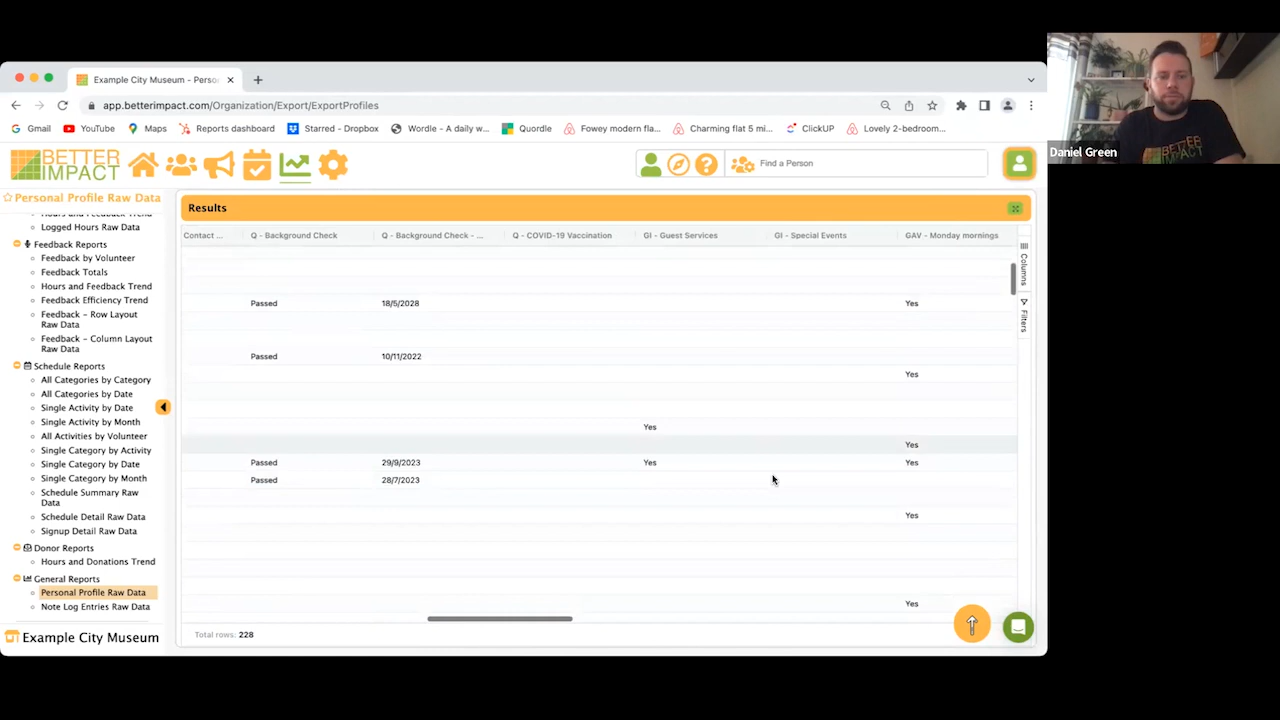 Example City Museum - Perso
app.betterimpact.com/Organization/Export/ExportProfiles
Gmail
YouTube
Maps
Reports dashboard
Starred - Dropbox
Wordle - A daily w...
Quordle
Fowey modern fla...
Charming flat 5 mi...
ClickUP
Lovely 2-bedroom...
Daniel Green
BETTER
IMPACT
Find a Person
Personal Profile Raw Data
Hours and Feedback Trend
Logged Hours Raw Data
Feedback Reports
Feedback by Volunteer
Feedback Totals
Hours and Feedback Trend
Feedback Efficiency Trend
Feedback - Row Layout
Raw Data
Feedback - Column Layout
Raw Data
Schedule Reports
All Categories by Category
All Categories by Date
Single Activity by Date
Single Activity by Month
All Activities by Volunteer
Single Category by Activity
Single Category by Date
Single Category by Month
Schedule Summary Raw
Data
Schedule Detail Raw Data
Signup Detail Raw Data
Donor Reports
Hours and Donations Trend
General Reports
Personal Profile Raw Data
Note Log Entries Raw Data
Example City Museum
Results
Contact ... Q - Background Check Q - Background Check - ... Q - COVID-19 Vaccination GI - Guest Services GI - Special Events GAV - Monday mornings
Passed 18/5/2028 Yes
Passed 10/11/2022
Yes
Yes
Yes
Passed 29/9/2023 Yes Yes
Passed 28/7/2023
Yes
Yes
Columns
Filters
Total rows: 228
BETTER
IMPACT